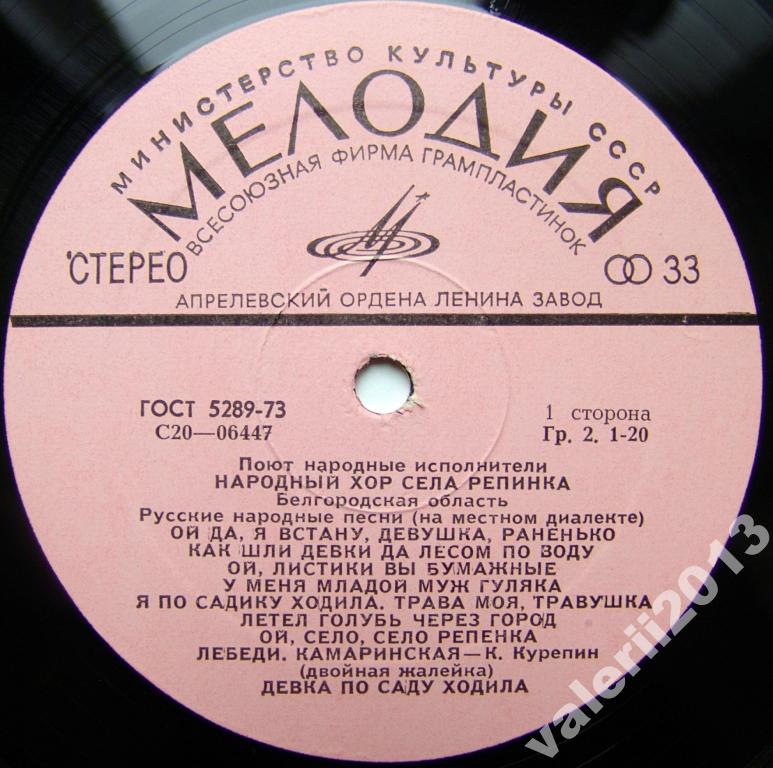 МИНИСТЕРСТВО КУЛЬТУРЫ СССР
МЕЛОДИЯ
ВСЕСОЮЗНАЯ ФИРМА ГРАМПЛАСТИНОК
СТЕРЕО
33
АПРЕЛЕВСКИЙ ОРДЕНА ЛЕНИНА ЗАВОД
ГОСТ 5289-73
1 сторона
С20—06447
Гр. 2. 1-20
Поют народные исполнители
НАРОДНЫЙ ХОР СЕЛА РЕПИНКА
Белгородская область
Русские народные песни (на местном диалекте)
ОЙ ДА, Я ВСТАНУ, ДЕВУШКА, РАНЕНЬКО
КАК ШЛИ ДЕВКИ ДА ЛЕСОМ ПО ВОДУ
ОЙ, ЛИСТИКИ ВЫ БУМАЖНЫЕ
У МЕНЯ МЛАДОЙ МУЖ ГУЛЯКА
Я ПО САДИКУ ХОДИЛА. ТРАВА МОЯ, ТРАВУШКА
ЛЕТЕЛ ГОЛУБЬ ЧЕРЕЗ ГОРОД
ОЙ, СЕЛО, СЕЛО РЕПЕНКА
ЛЕБЕДИ. КАМАРИНСКАЯ—К. Курепин
(двойная жалейка)
ДЕВКА ПО САДУ ХОДИЛА
valerii2013